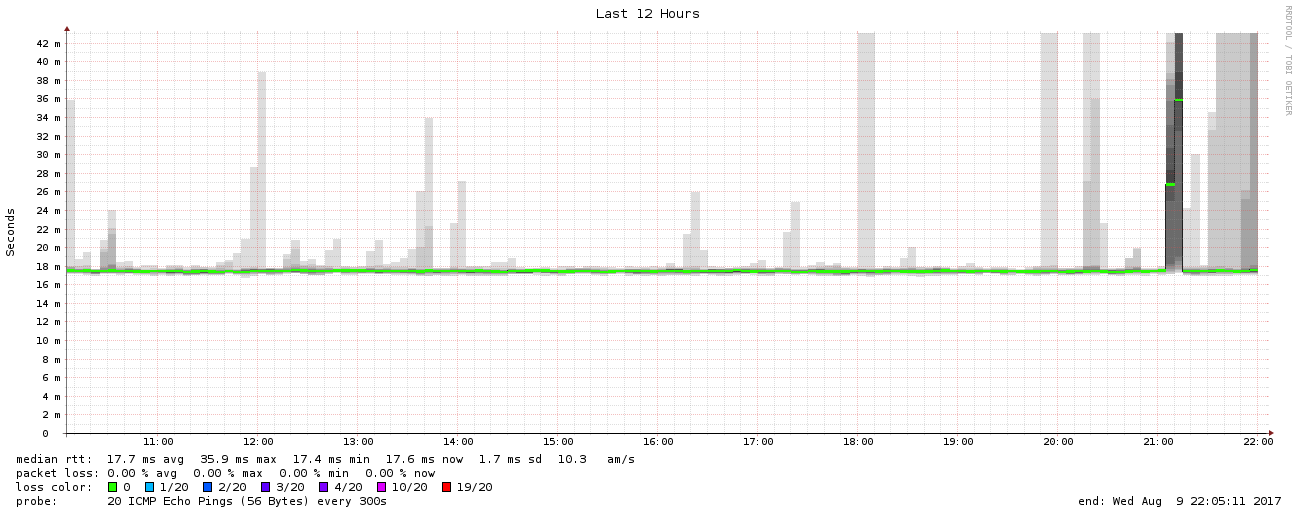 Last 12 Hours
RRDTOOL / TOBI OETIKER
Seconds
42 m
40 m
38 m
36 m
34 m
32 m
30 m
28 m
26 m
24 m
22 m
20 m
18 m
16 m
14 m
12 m
10 m
8 m
6 m
4 m
2 m
0
11:00 12:00 13:00 14:00 15:00 16:00 17:00 18:00 19:00 20:00 21:00 22:00
median rtt: 17.7 ms avg 35.9 ms max 17.4 ms min 17.6 ms now 1.7 ms sd 10.3 am/s
packet loss: 0.00 % avg 0.00 % max 0.00 % min 0.00 % now
loss color: 0 1/20 2/20 3/20 4/20 10/20 19/20
probe: 20 ICMP Echo Pings (56 Bytes) every 300s end: Wed Aug 9 22:05:11 2017